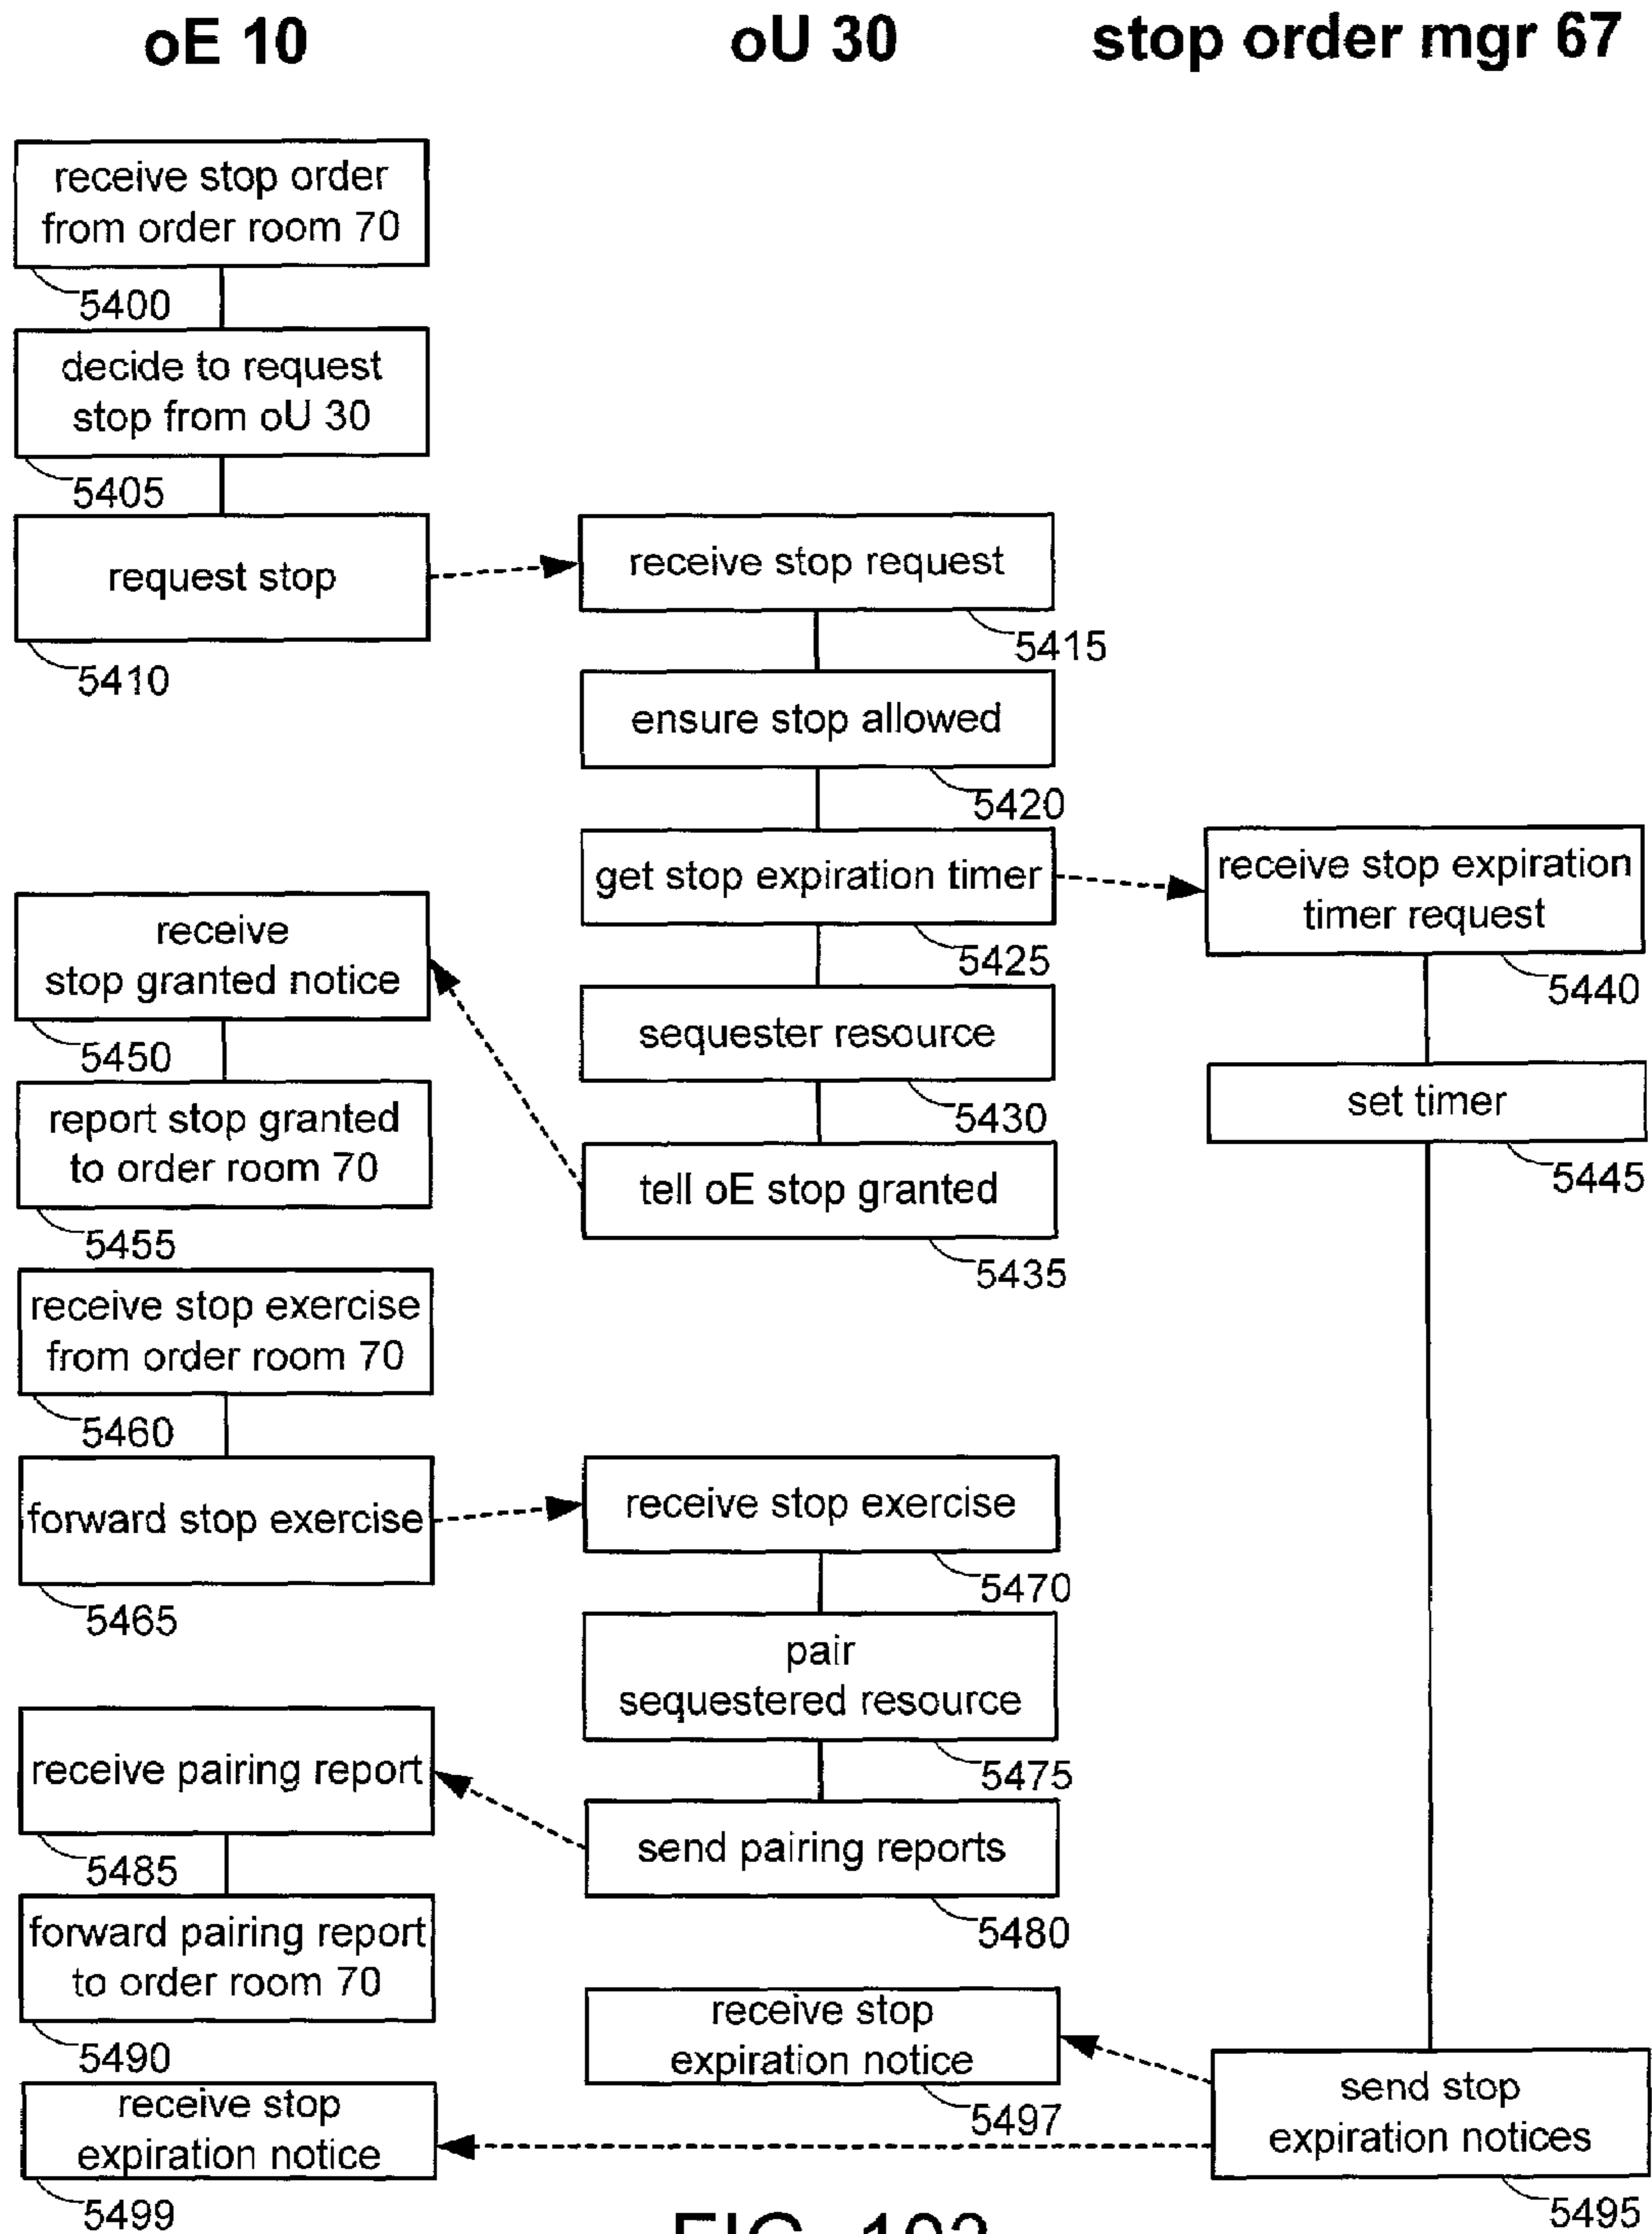 oE 10
oU 30
stop order mgr 67
receive stop order
from order room 70
5400
decide to request
stop from oU 30
5405
request stop
5410
receive stop request
5415
ensure stop allowed
5420
get stop expiration timer
5425
receive stop expiration
timer request
5440
sequester resource
5430
set timer
5445
tell oE stop granted
5435
receive
stop granted notice
5450
report stop granted
to order room 70
5455
receive stop exercise
from order room 70
5460
forward stop exercise
5465
receive stop exercise
5470
pair
sequestered resource
5475
send pairing reports
5480
receive pairing report
5485
forward pairing report
to order room 70
5490
send stop
expiration notices
5495
receive stop
expiration notice
5497
receive stop
expiration notice
5499
FIG.